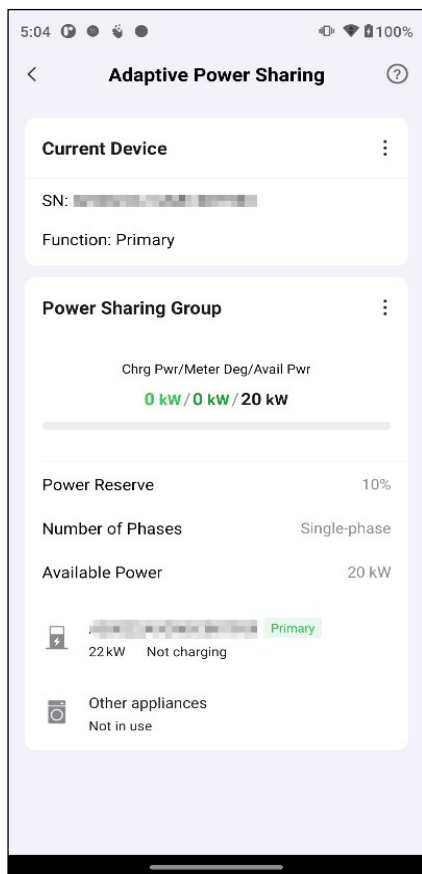 5:04
100%
Adaptive Power Sharing
Current Device
SN:
Function: Primary
Power Sharing Group
Chrg Pwr/Meter Deg/Avail Pwr
0 kW/0 kW/20 kW
Power Reserve 10%
Number of Phases Single-phase
Available Power 20 kW
Primary
22kW Not charging
Other appliances
Not in use